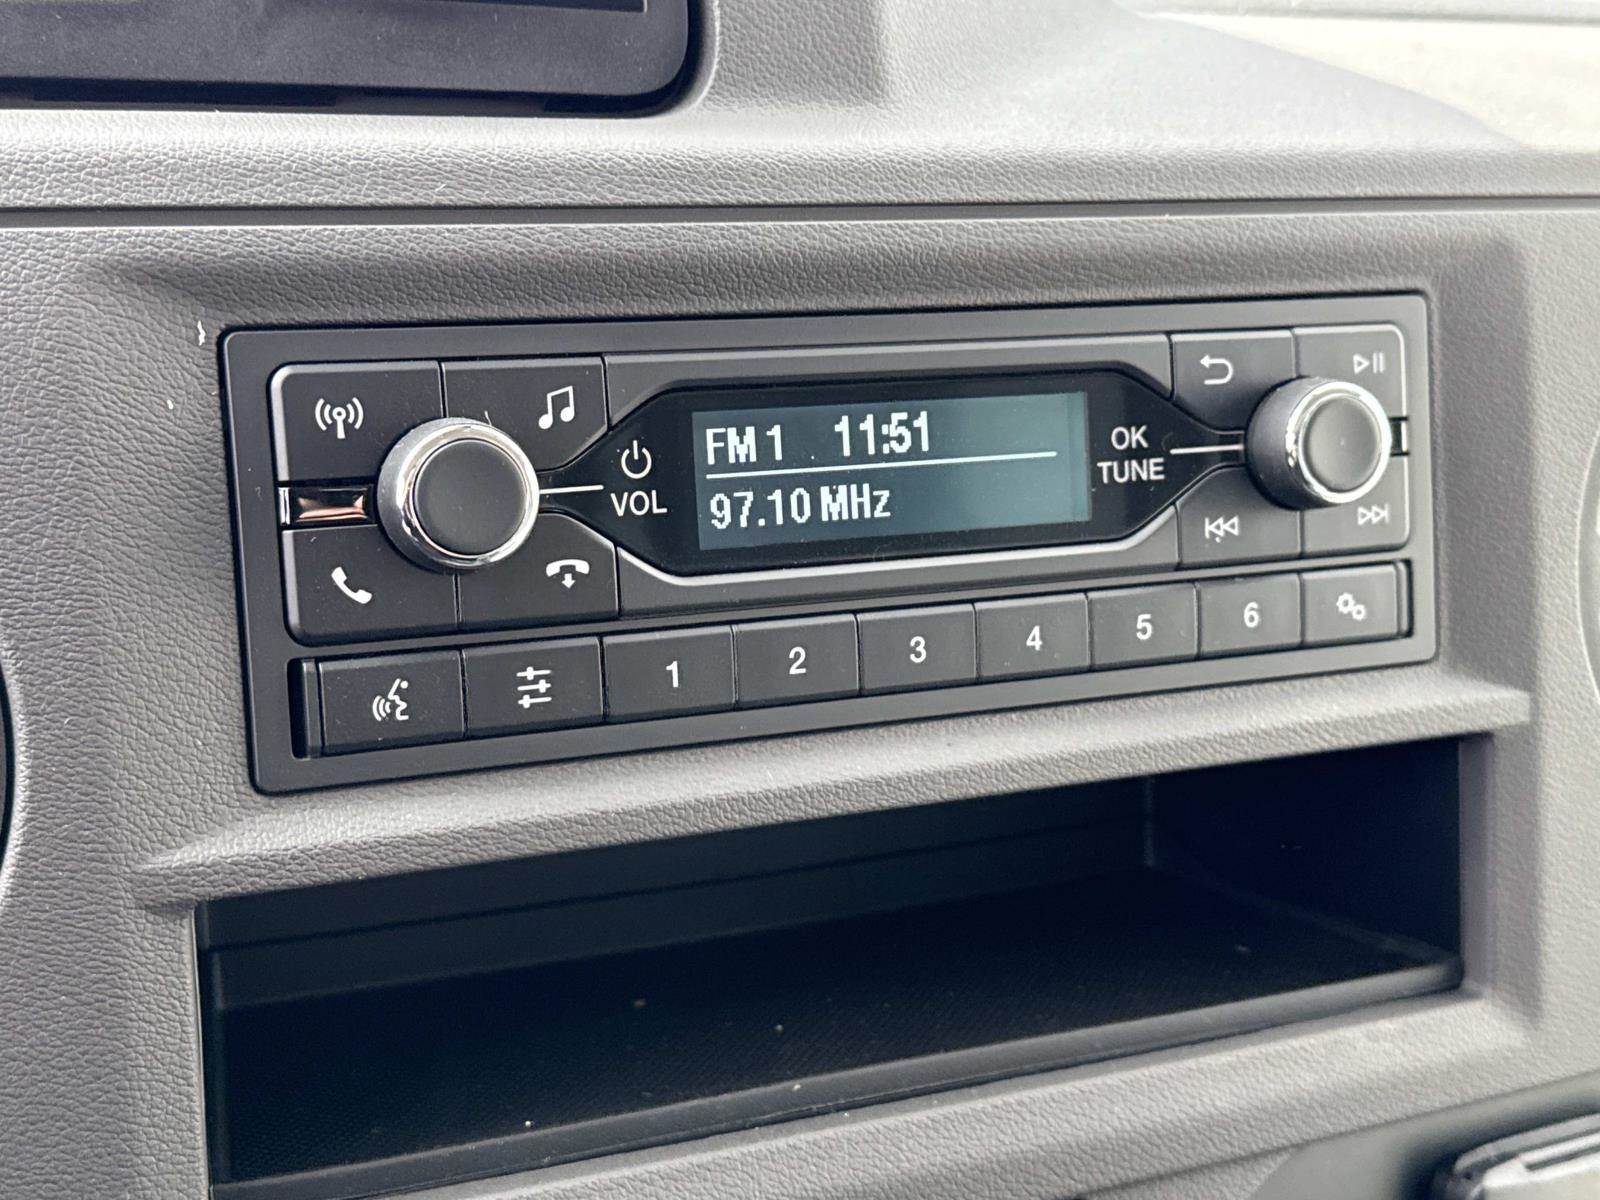 FM 1 11:51
97.10 MHz
VOL
OK
TUNE
1 2 3 4 5 6